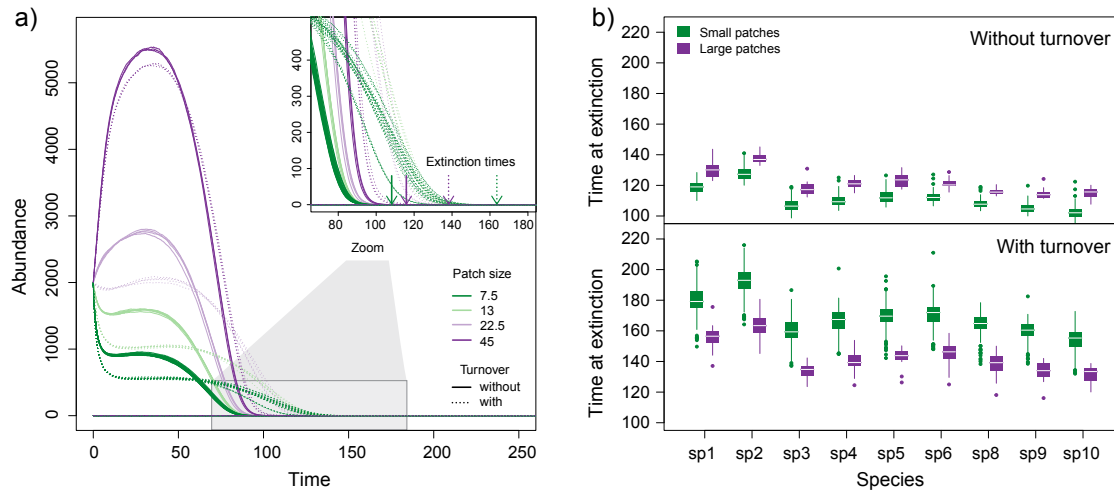 a)
Abundance
0
1000
2000
3000
4000
5000
0 50 100 150 200 250
Time
0
100
200
300
400
80 100 120 140 160 180
Extinction times
Zoom
Patch size
7.5
13
22.5
45
Turnover
without
with
b)
Small patches
Large patches
Without turnover
Time at extinction
220
200
180
160
140
120
100
With turnover
Time at extinction
220
200
180
160
140
120
100
sp1 sp2 sp3 sp4 sp5 sp6 sp8 sp9 sp10
Species